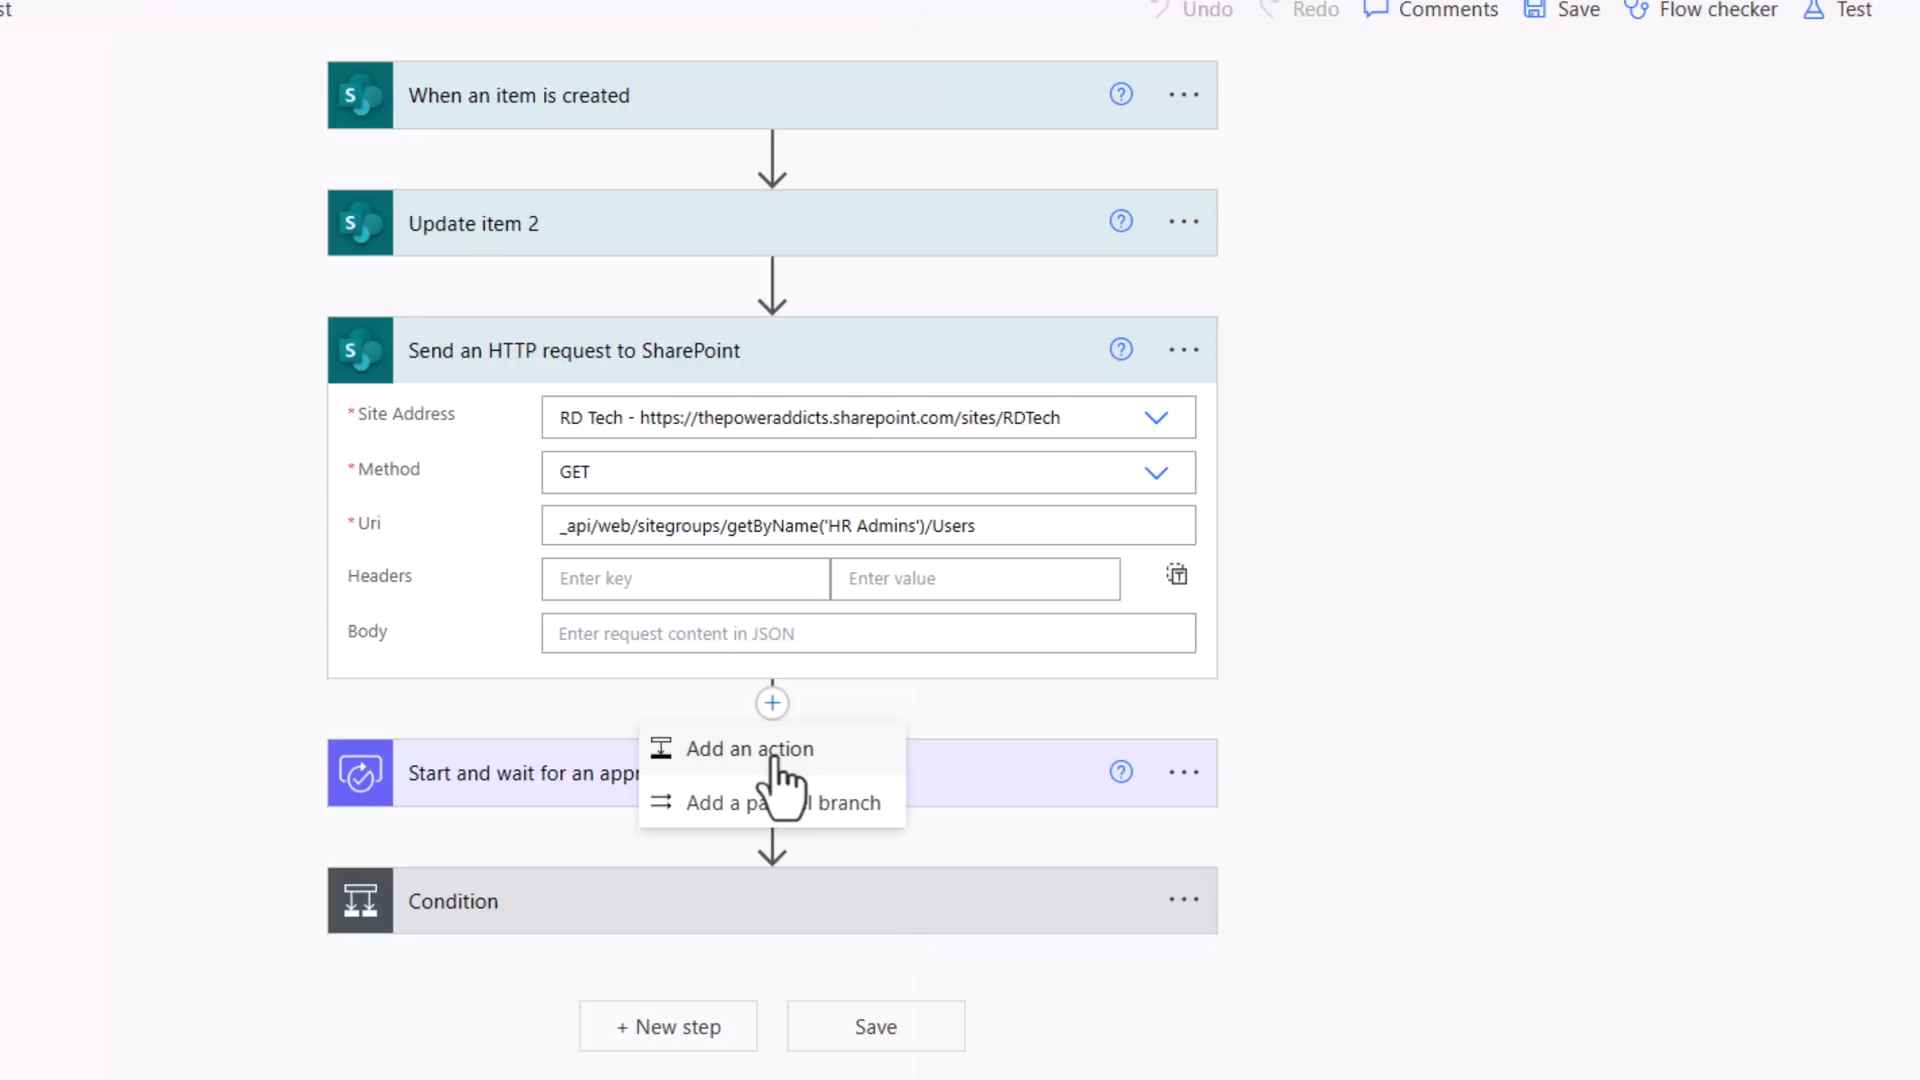 st
Undo
Redo
Comments
Save
Flow checker
Test
When an item is created
Update item 2
Send an HTTP request to SharePoint
* Site Address
RD Tech - https://thepoweraddicts.sharepoint.com/sites/RDTech
* Method
GET
* Uri
_api/web/sitegroups/getByName('HR Admins')/Users
Headers
Enter key
Enter value
Body
Enter request content in JSON
Add an action
Start and wait for an appr
Add a pa l branch
Condition
+ New step
Save